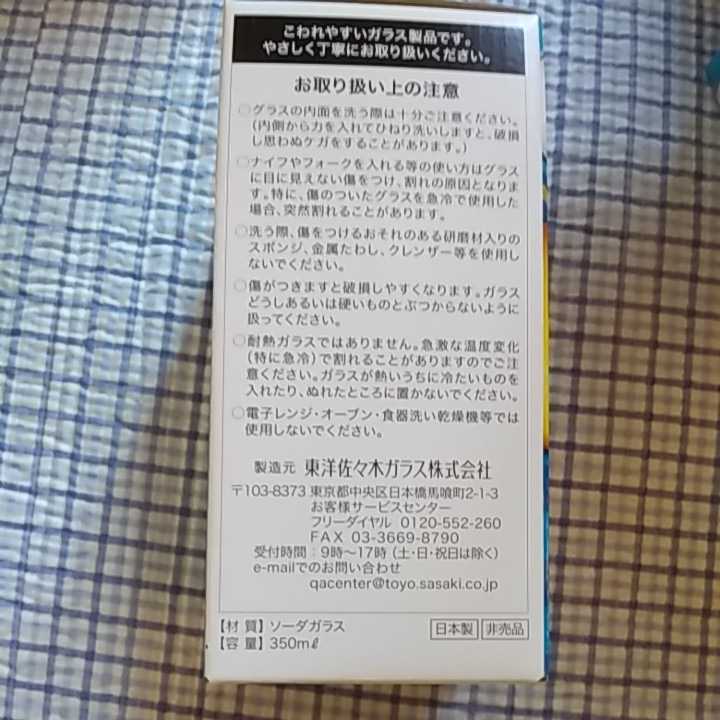 こわれやすいガラス製品です。
やさしく丁寧にお取り扱いください。
お取り扱い上の注意
○グラスの内面を洗う際は十分ご注意ください。
(内側から力を入れてひねり洗いしますと、破損
し思わぬケガをすることがあります。)
○ナイフやフォークを入れる等の使い方はグラス
に目に見えない傷をつけ、割れの原因となりま
す。特に、傷のついたグラスを急冷で使用した
場合、突然割れることがあります。
○洗う際、傷をつけるおそれのある研磨材入りの
スポンジ、金属たわし、クレンザー等を使用し
ないでください。
○傷がつきますと破損しやすくなります。ガラス
どうしあるいは硬いものとぶつからないように
扱ってください。
○耐熱ガラスではありません。急激な温度変化
(特に急冷)で割れることがありますのでご注
意ください。ガラスが熱いうちに冷たいものを
入れたり、ぬれたところに置かないでください。
○電子レンジ・オーブン・食器洗い乾燥機等では
使用しないでください。
製造元 東洋佐々木ガラス株式会社
〒103-8373 東京都中央区日本橋馬喰町2-1-3
お客様サービスセンター
フリーダイヤル 0120-552-260
FAX 03-3669-8790
受付時間：9時〜17時(土・日・祝日は除く)
e-mailでのお問い合わせ
qacenter@toyo.sasaki.co.jp
【材 質】ソーダガラス
【容 量】350mℓ
日本製 非売品